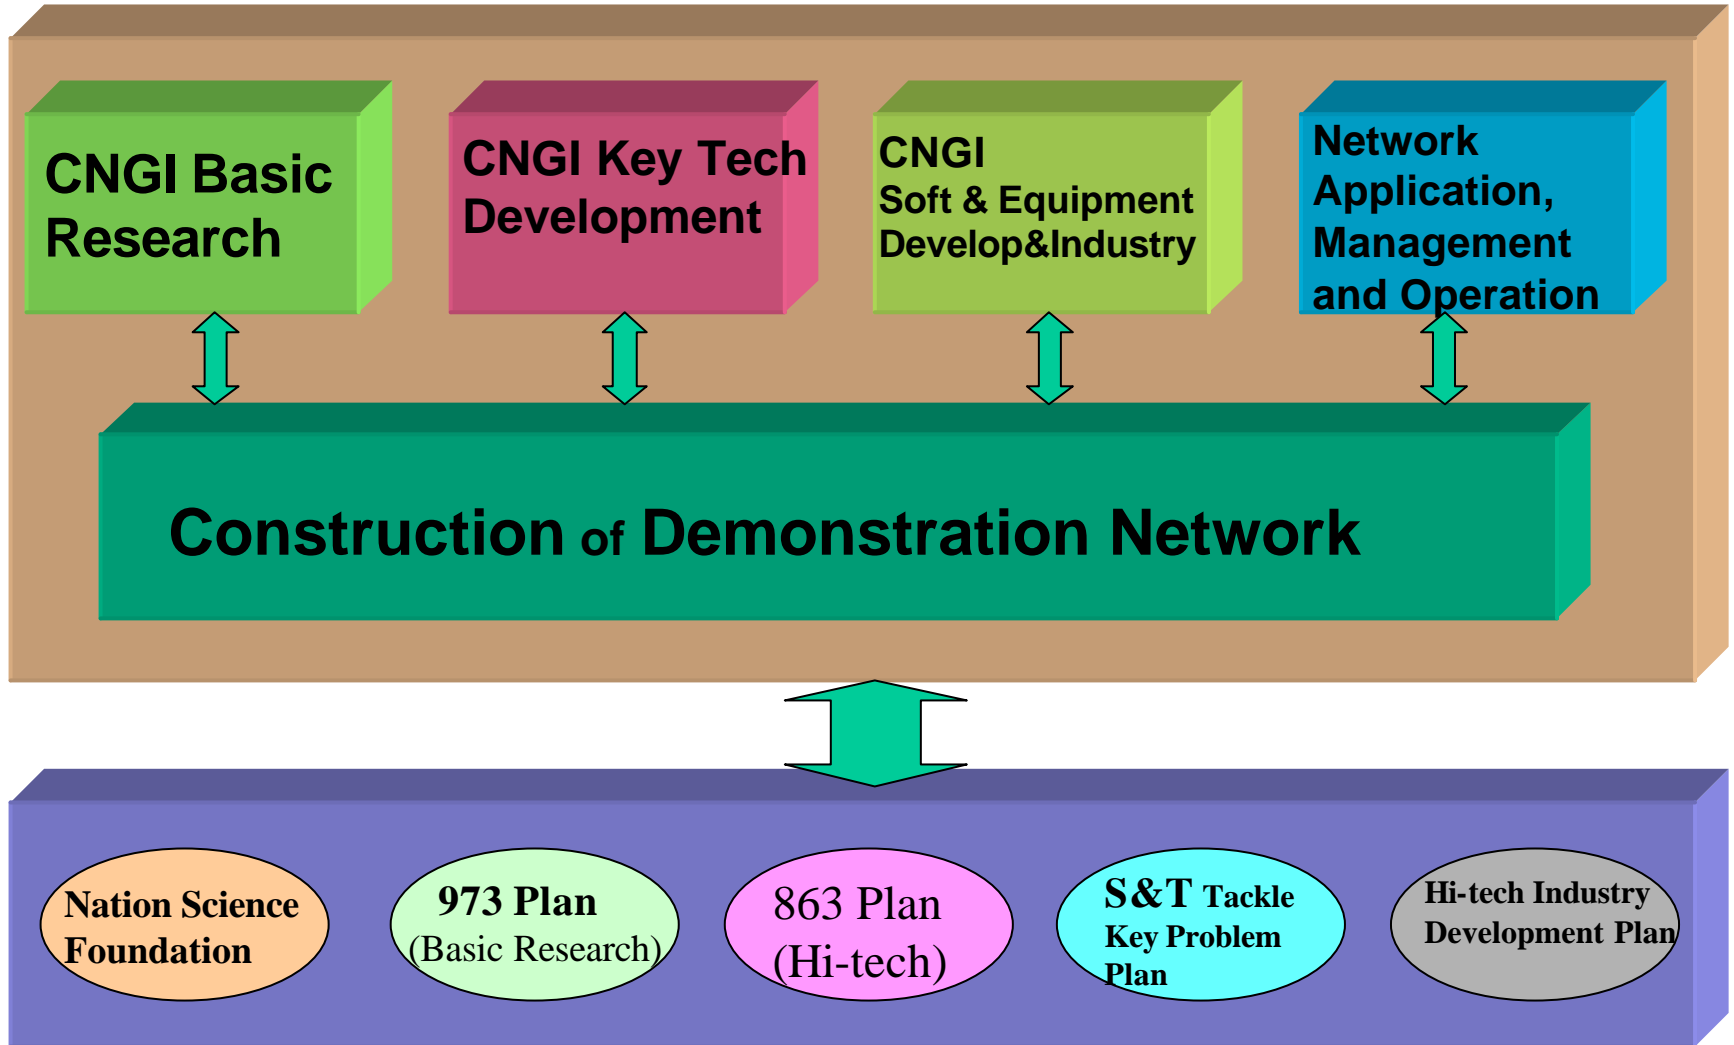 CNGI Basic
Research
CNGI Key Tech
Development
CNGI
Soft & Equipment
Develop&Industry
Network
Application,
Management
and Operation
Construction of Demonstration Network
Nation Science
Foundation
973 Plan
(Basic Research)
863 Plan
(Hi-tech)
S&T Tackle
Key Problem
Plan
Hi-tech Industry
Development Plan